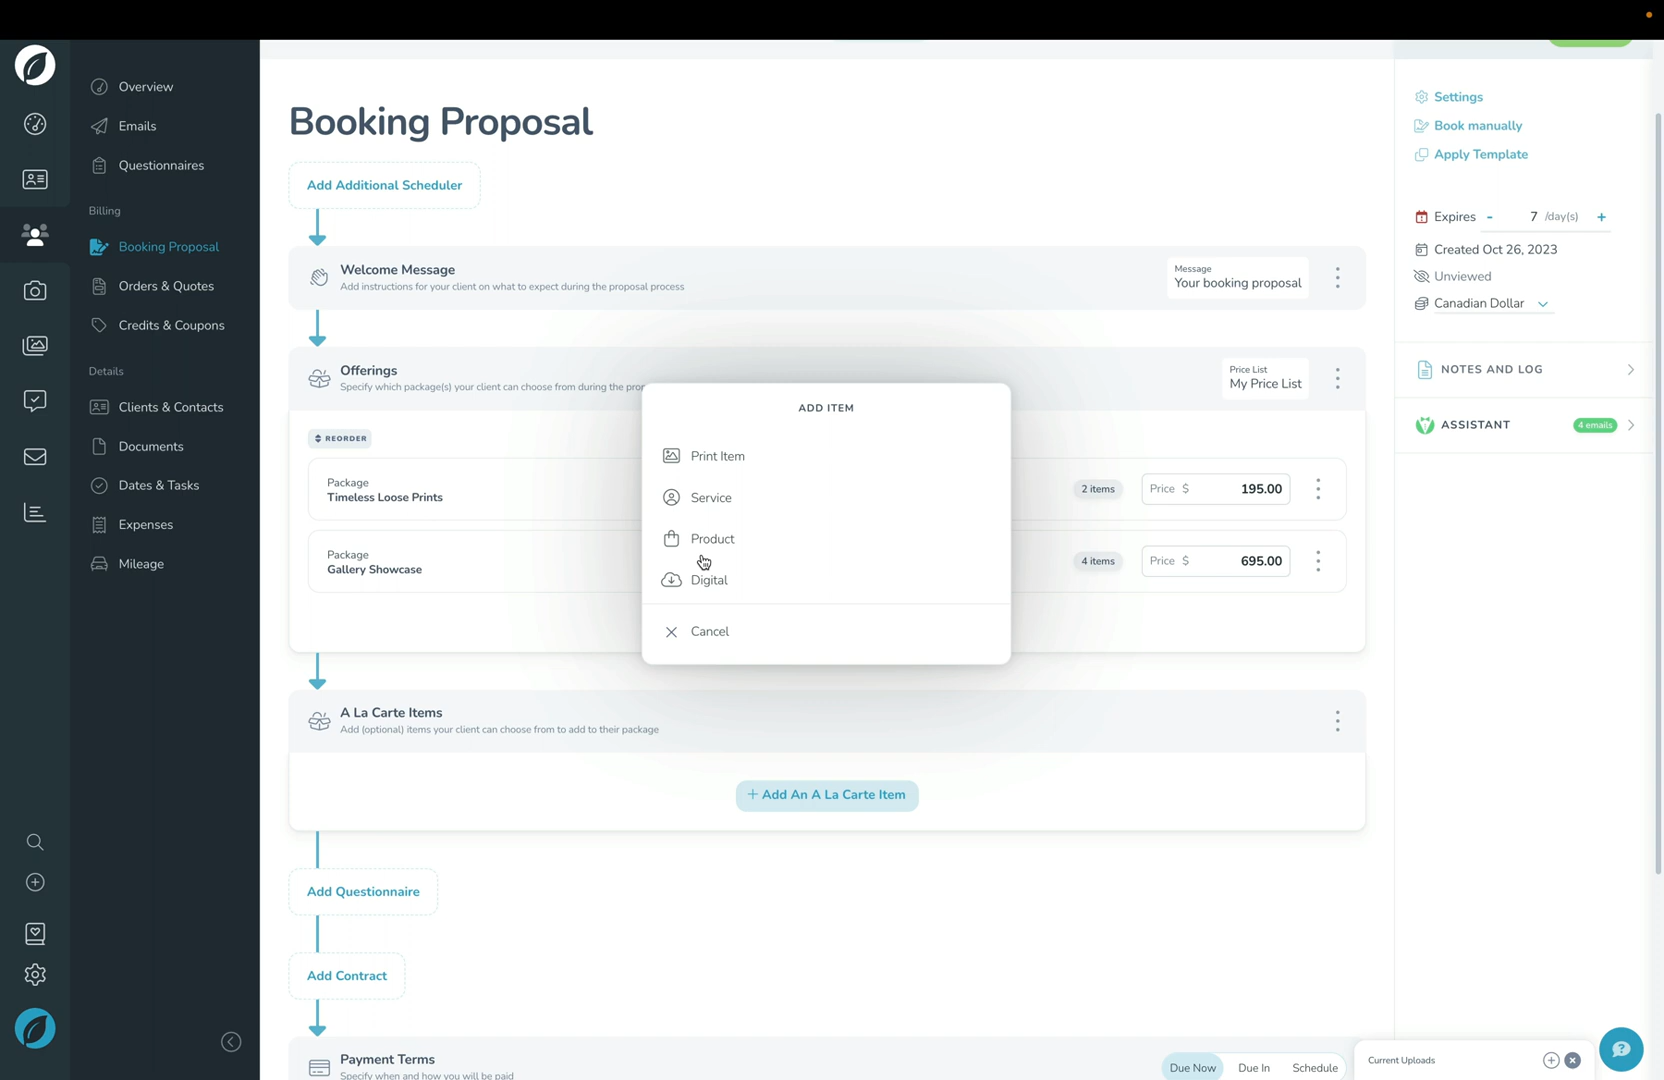 Overview
Emails
Questionnaires
Billing
Booking Proposal
Orders & Quotes
Credits & Coupons
Details
Clients & Contacts
Documents
Dates & Tasks
Expenses
Mileage
Booking Proposal
Add Additional Scheduler
Welcome Message
Add instructions for your client on what to expect during the proposal process
Message
Your booking proposal
Offerings
Specify which package(s) your client can choose from during the
Price List
My Price List
REORDER
Package
Timeless Loose Prints
2 items
Price $ 195.00
Package
Gallery Showcase
4 items
Price $ 695.00
ADD ITEM
Print Item
Service
Product
Digital
Cancel
A La Carte Items
Add (optional) items your client can choose from to add to their package
+ Add An A La Carte Item
Add Questionnaire
Add Contract
Payment Terms
Specify when and how you will be paid
Due Now Due In Schedule
Settings
Book manually
Apply Template
Expires - 7 /day(s) +
Created Oct 26, 2023
Unviewed
Canadian Dollar
NOTES AND LOG
ASSISTANT 4 emails
Current Uploads